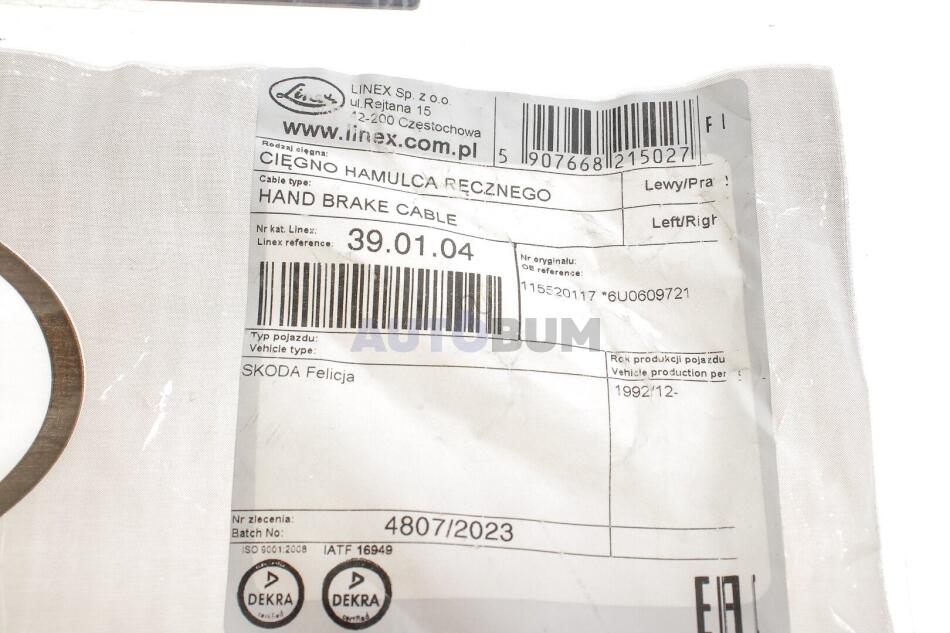 Linex
LINEX Sp. z o.o.
ul.Rejtana 15
42-200 Czestochowa
www.linex.com.pl
5 907668 215027
Rodzaj cięgna:
CIĘGNO HAMULCA RĘCZNEGO
Lewy/Pra
Cable type:
HAND BRAKE CABLE
Left/Righ
Nr kat. Linex:
Linex reference:
39.01.04
Nr oryginału:
OE reference:
115520117 *6U0609721
AUTOBUM
Typ pojazdu:
Vehicle type:
Rok produkcji pojazdu
Vehicle production per
SKODA Felicja
1992/12-
Nr zlecenia:
Batch No:
4807/2023
ISO 9001:2008
IATF 16949
DEKRA
certified
DEKRA
certified
EAC